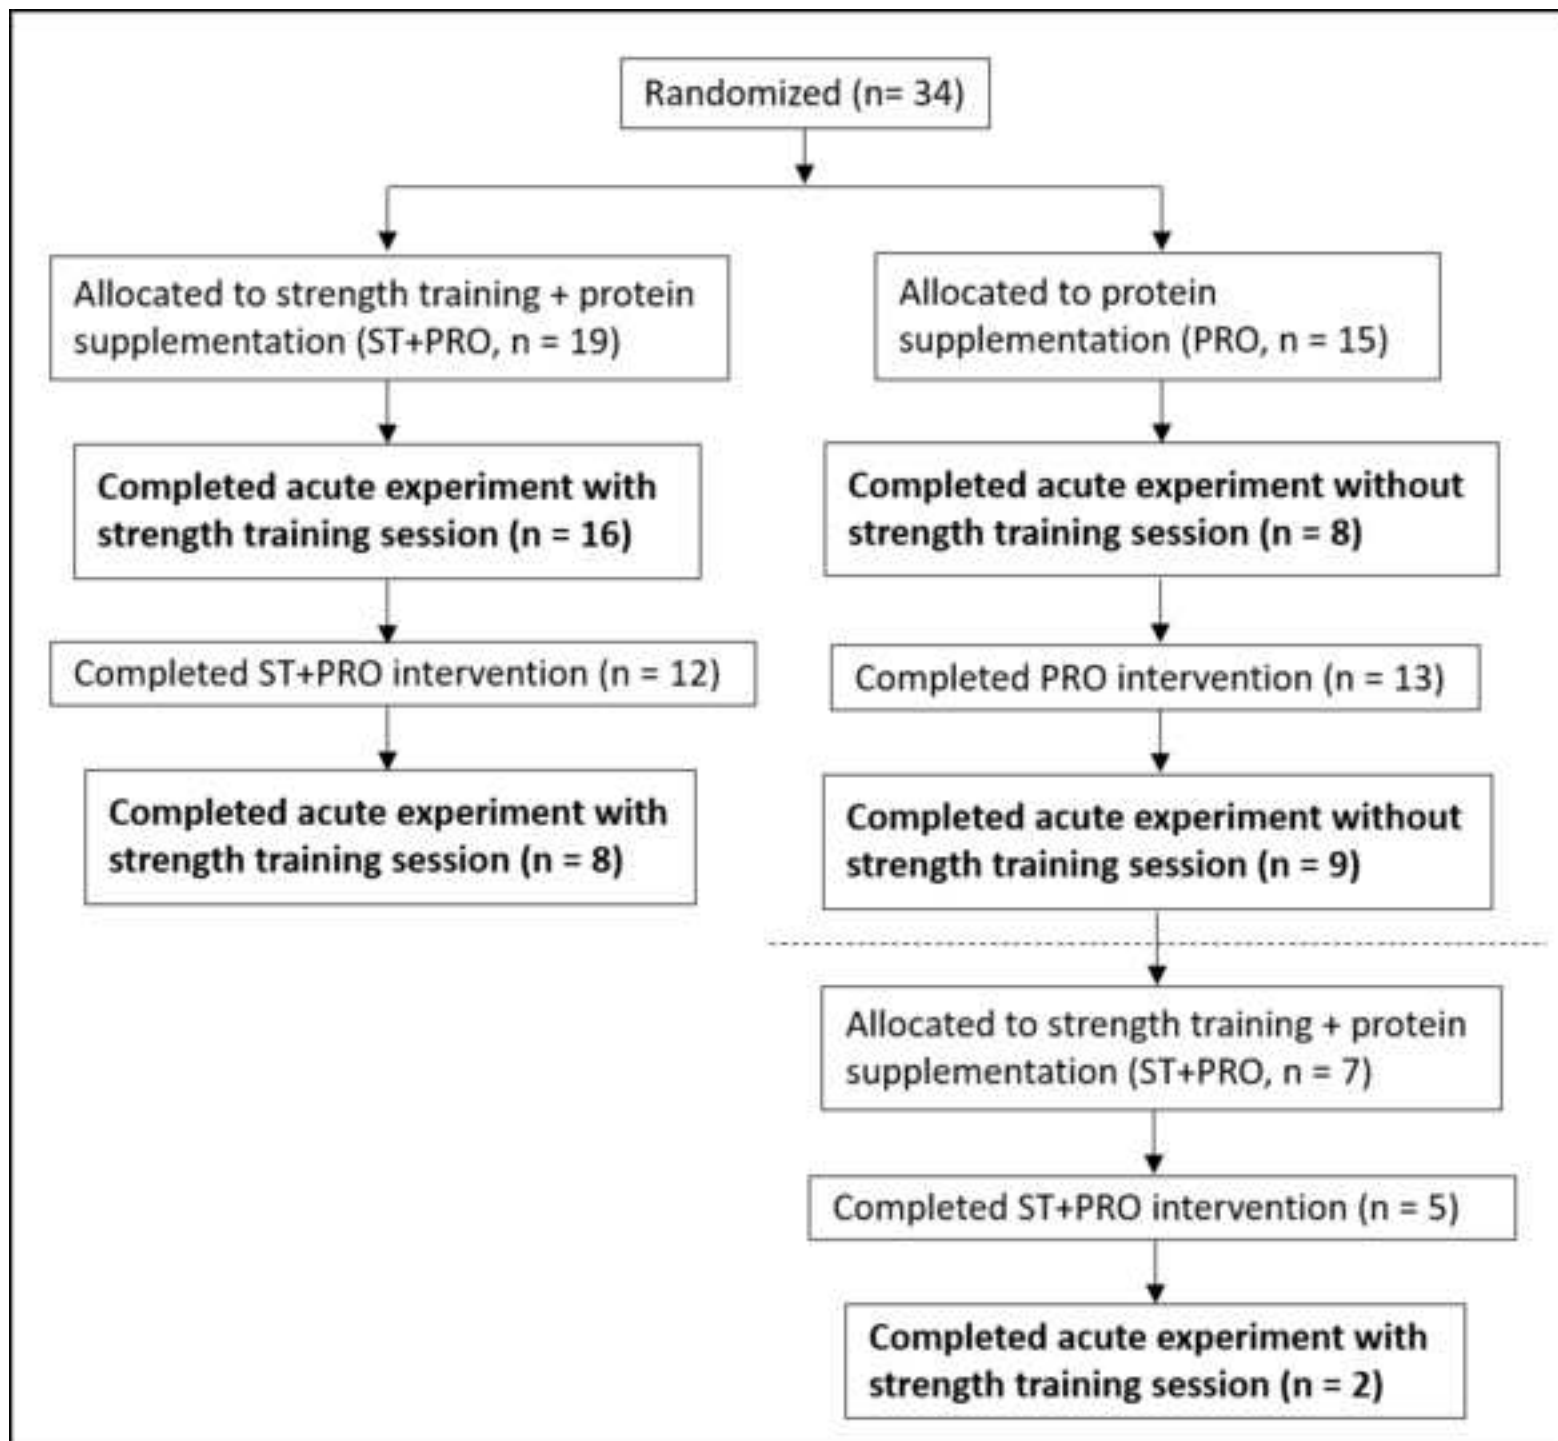 Randomized (n= 34)
Allocated to strength training + protein
supplementation (ST+PRO, n = 19)
Allocated to protein
supplementation (PRO, n = 15)
Completed acute experiment with
strength training session (n = 16)
Completed acute experiment without
strength training session (n = 8)
Completed ST+PRO intervention (n = 12)
Completed PRO intervention (n = 13)
Completed acute experiment with
strength training session (n = 8)
Completed acute experiment without
strength training session (n = 9)
Allocated to strength training + protein
supplementation (ST+PRO, n = 7)
Completed ST+PRO intervention (n = 5)
Completed acute experiment with
strength training session (n = 2)